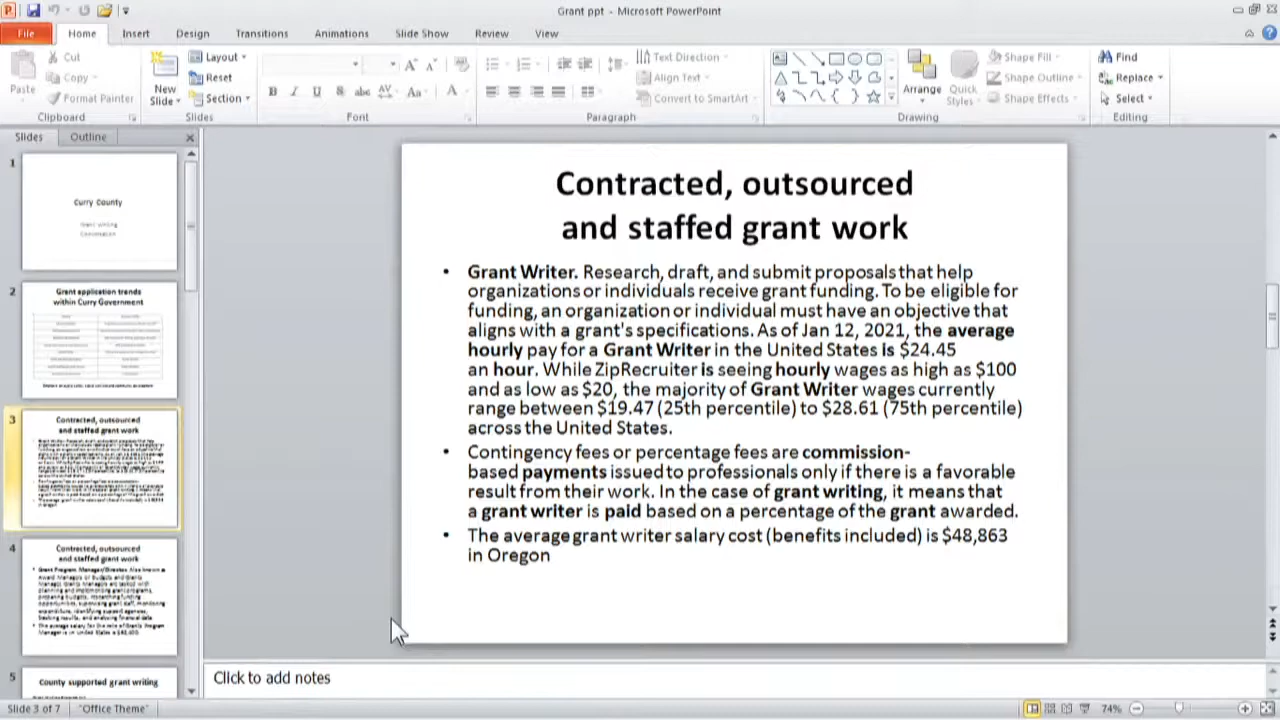 Grant ppt - Microsoft PowerPoint
File Home Insert Design Transitions Animations Slide Show Review View
Paste
Cut
Copy
Format Painter
Clipboard
New
Slide
Layout
Reset
Section
Slides
Font
Text Direction
Align Text
Convert to SmartArt
Paragraph
Arrange
Quick
Styles
Shape Fill
Shape Outline
Shape Effects
Drawing
Find
Replace
Select
Editing
Slides Outline
1
Curry County
2
Grant application trends
within Curry Government
3
Contracted, outsourced
and staffed grant work
4
Contracted, outsourced
and staffed grant work
5
County supported grant writing
Contracted, outsourced
and staffed grant work
• Grant Writer. Research, draft, and submit proposals that help
organizations or individuals receive grant funding. To be eligible for
funding, an organization or individual must have an objective that
aligns with a grant's specifications. As of Jan 12, 2021, the average
hourly pay for a Grant Writer in the United States is $24.45
an hour. While ZipRecruiter is seeing hourly wages as high as $100
and as low as $20, the majority of Grant Writer wages currently
range between $19.47 (25th percentile) to $28.61 (75th percentile)
across the United States.
• Contingency fees or percentage fees are commission-
based payments issued to professionals only if there is a favorable
result from their work. In the case of grant writing, it means that
a grant writer is paid based on a percentage of the grant awarded.
• The average grant writer salary cost (benefits included) is $48,863
in Oregon
Click to add notes
Slide 3 of 7 "Office Theme" 74%